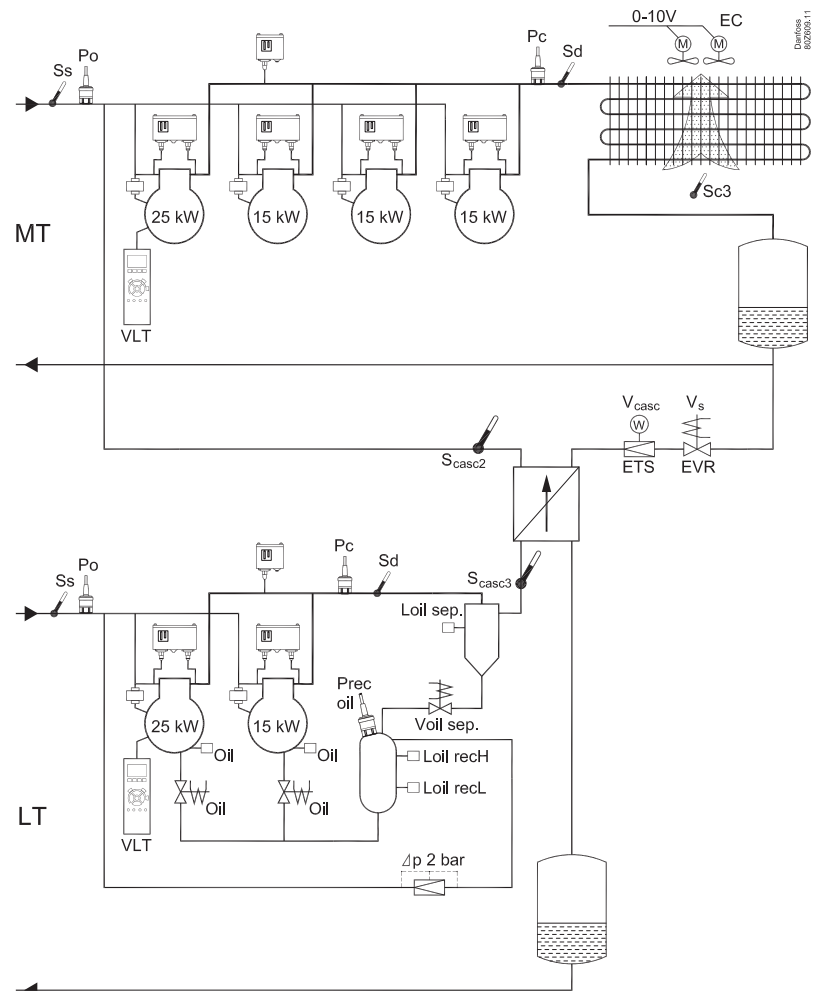 0-10V
EC
Danfoss
80Z609.11
M
M
Pc
Sd
Po
Ss
Sc3
25 kW
15 kW
15 kW
15 kW
MT
VLT
Vcasc
Vs
W
Scasc2
ETS
EVR
Pc
Sd
Po
Ss
Scasc3
Loil sep.
Prec
oil
25 kW
15 kW
Voil sep.
Oil
Oil
Loil recH
Loil recL
Oil
Oil
LT
VLT
⊿p 2 bar